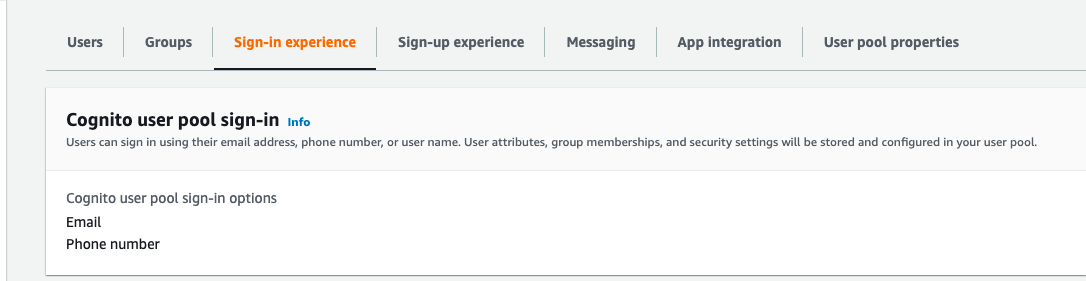 Users Groups Sign-in experience Sign-up experience Messaging App integration User pool properties
Cognito user pool sign-in Info
Users can sign in using their email address, phone number, or user name. User attributes, group memberships, and security settings will be stored and configured in your user pool.
Cognito user pool sign-in options
Email
Phone number